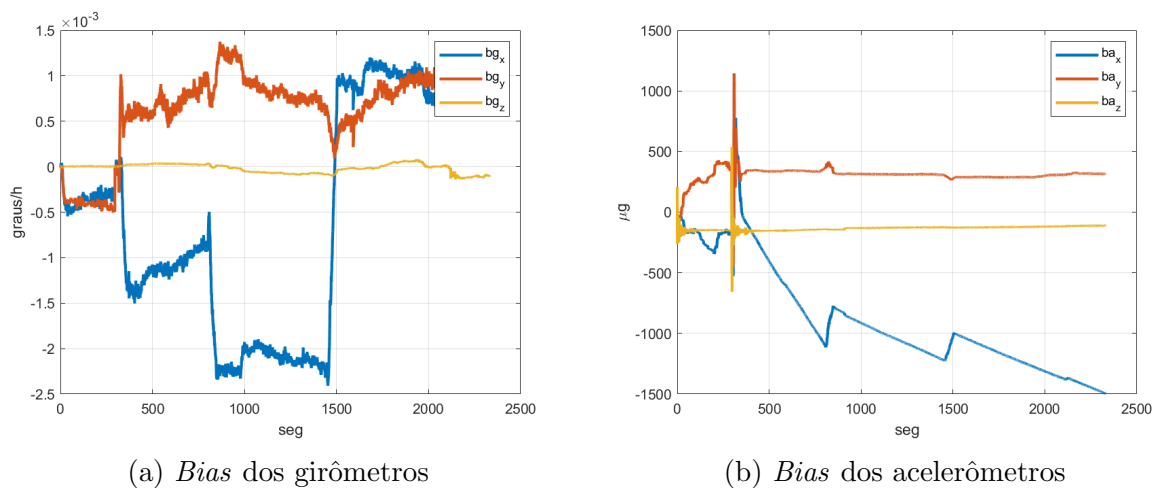 ×10⁻³
1.5
1
0.5
0
-0.5
-1
-1.5
-2
-2.5
graus/h
0 500 1000 1500 2000 2500
seg
bg_x
bg_y
bg_z
(a) Bias dos girômetros
1500
1000
500
0
-500
-1000
-1500
μg
0 500 1000 1500 2000 2500
seg
ba_x
ba_y
ba_z
(b) Bias dos acelerômetros